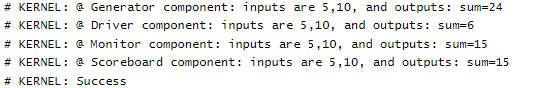 # KERNEL: @ Generator component: inputs are 5,10, and outputs: sum=24
# KERNEL: @ Driver component: inputs are 5,10, and outputs: sum=6
# KERNEL: @ Monitor component: inputs are 5,10, and outputs: sum=15
# KERNEL: @ Scoreboard component: inputs are 5,10, and outputs: sum=15
# KERNEL: Success